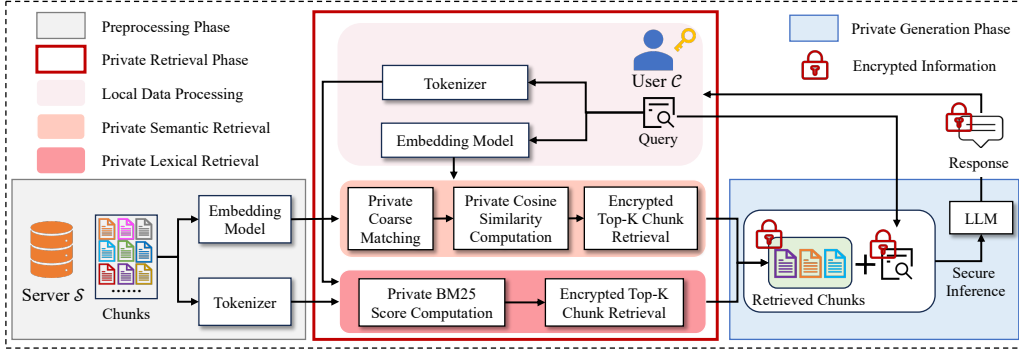 Preprocessing Phase
Private Retrieval Phase
Local Data Processing
Private Semantic Retrieval
Private Lexical Retrieval
User 𝒞
Tokenizer
Embedding Model
Query
Private Generation Phase
Encrypted Information
Response
Server 𝒮
Chunks
......
Embedding
Model
Tokenizer
Private
Coarse
Matching
Private Cosine
Similarity
Computation
Encrypted
Top-K Chunk
Retrieval
Private BM25
Score Computation
Encrypted Top-K
Chunk Retrieval
Retrieved Chunks
+
LLM
Secure
Inference